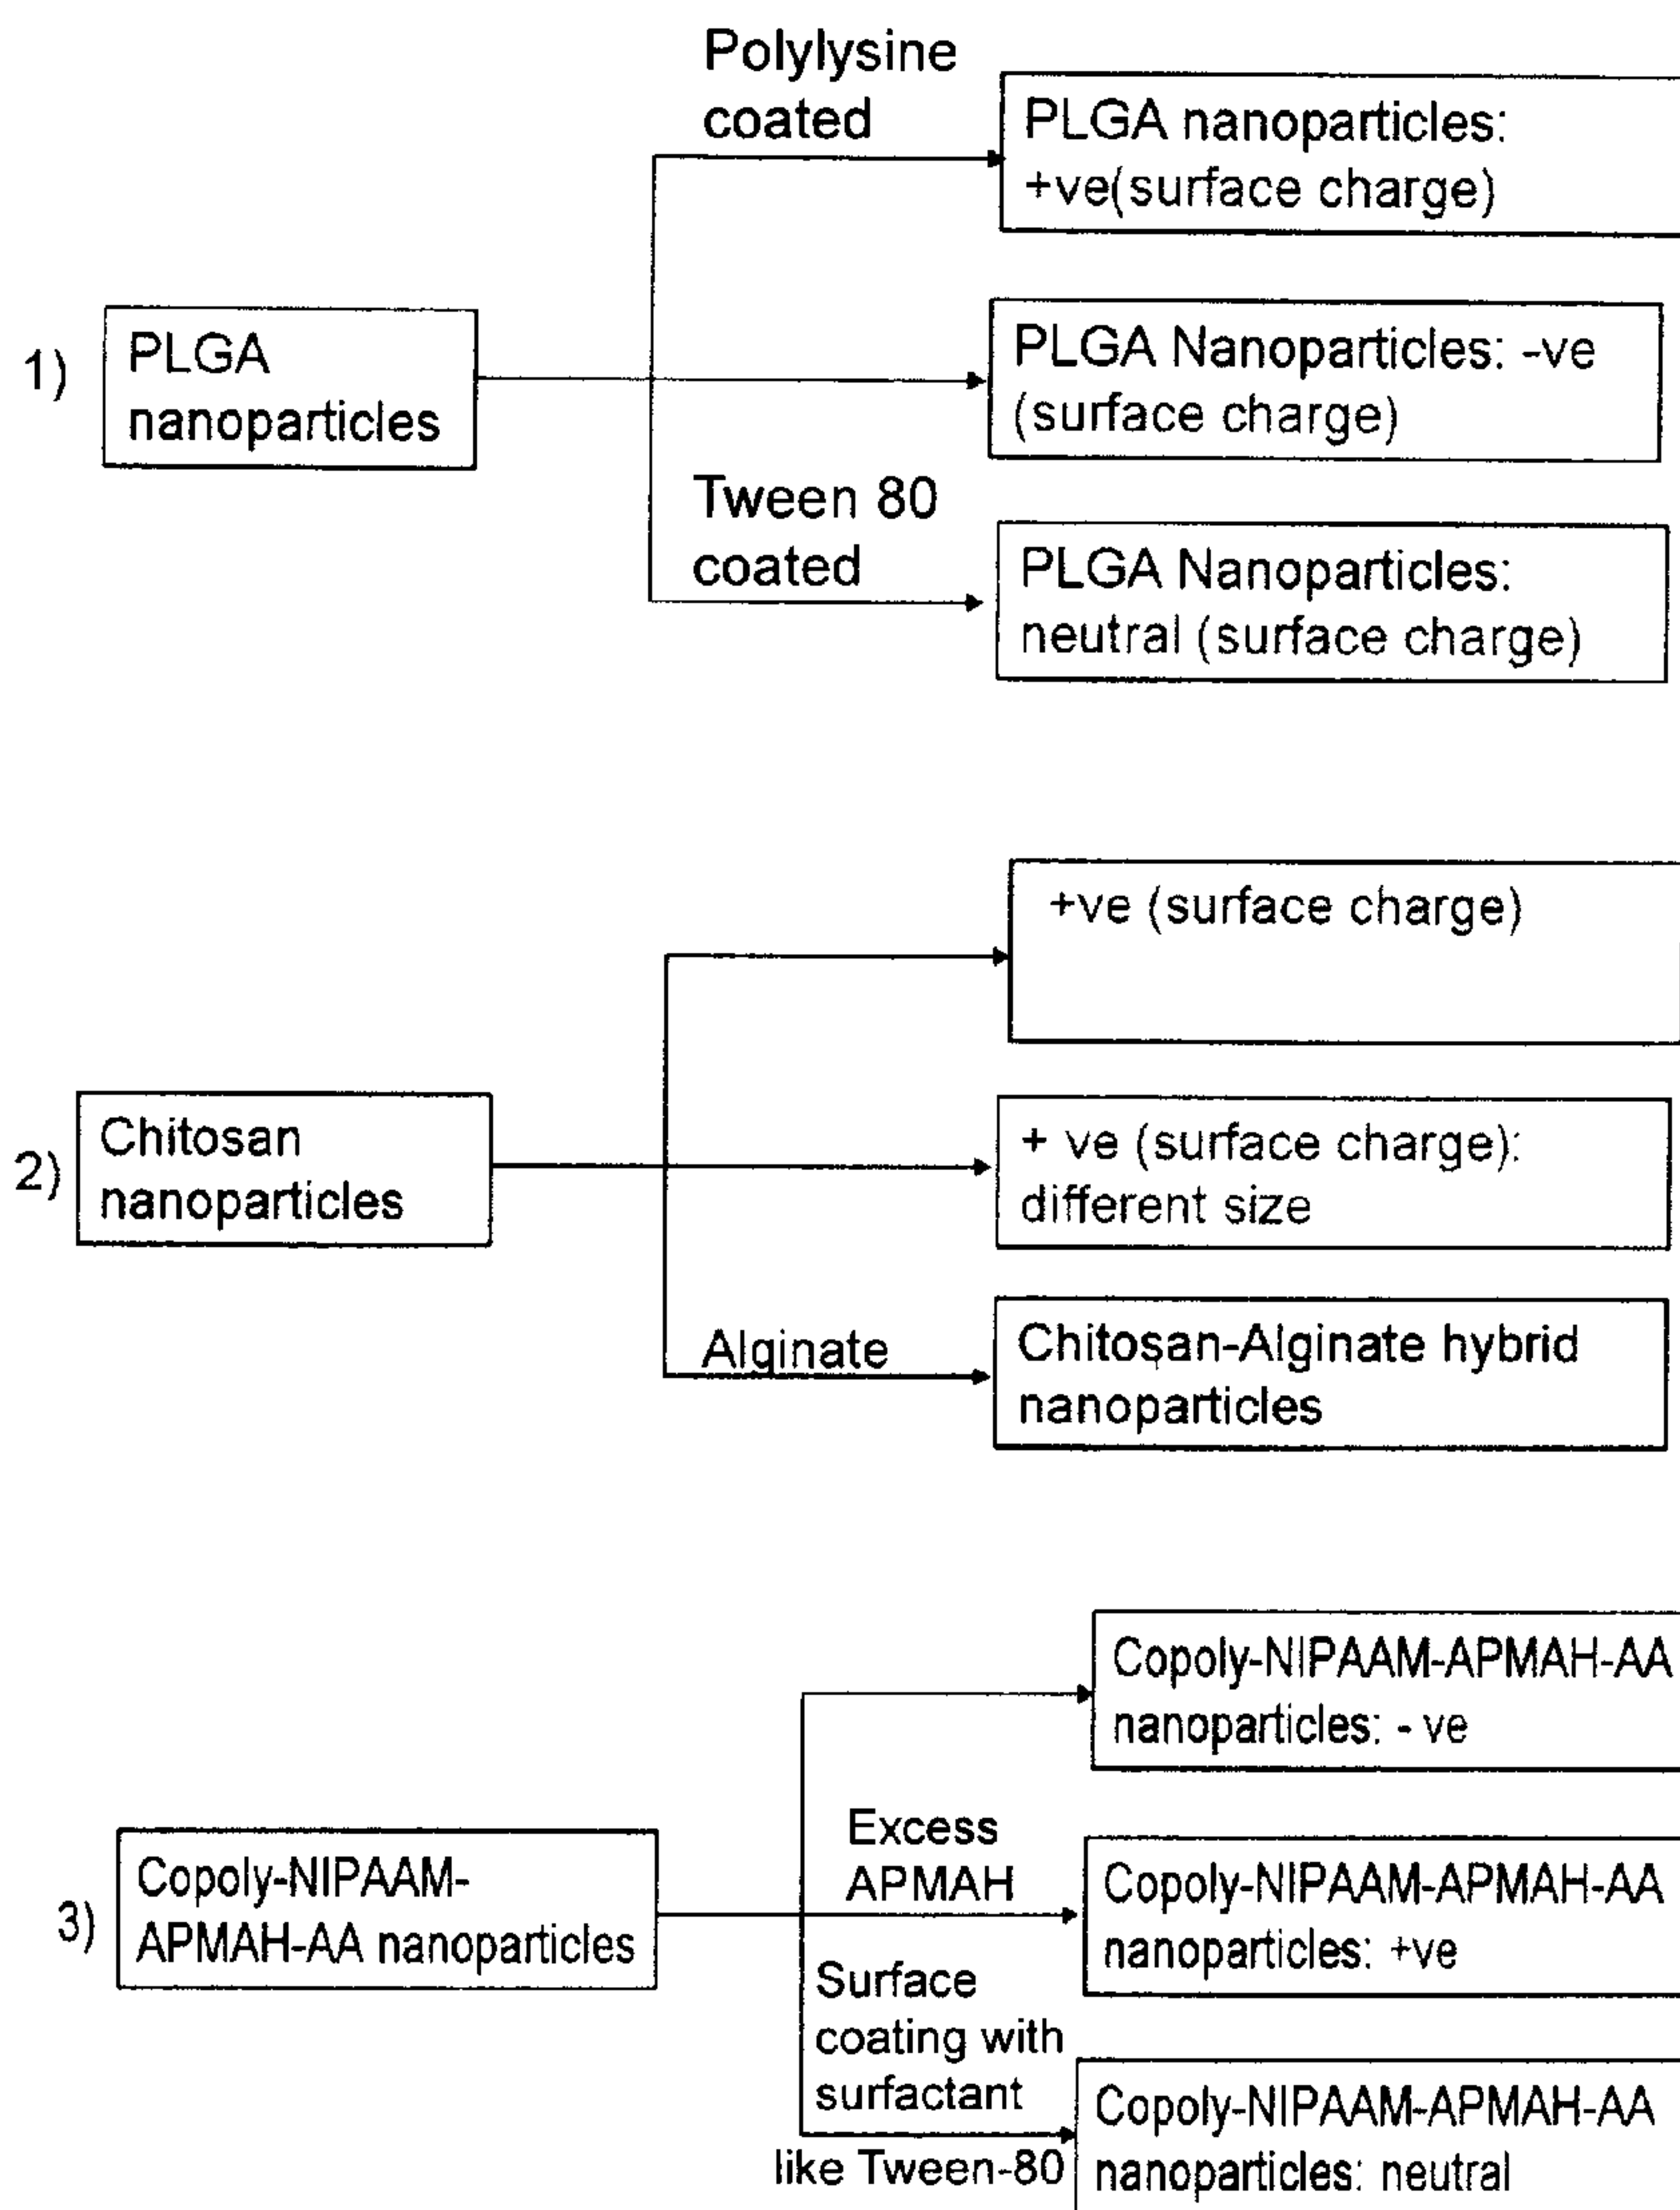 Polylysine
coated
PLGA nanoparticles:
+ve(surface charge)
1)
PLGA
nanoparticles
PLGA Nanoparticles: -ve
(surface charge)
Tween 80
coated
PLGA Nanoparticles:
neutral (surface charge)
+ve (surface charge)
2)
Chitosan
nanoparticles
+ ve (surface charge):
different size
Alginate
Chitosan-Alginate hybrid
nanoparticles
Copoly-NIPAAM-APMAH-AA
nanoparticles: - ve
3)
Copoly-NIPAAM-
APMAH-AA nanoparticles
Excess
APMAH
Copoly-NIPAAM-APMAH-AA
nanoparticles: +ve
Surface
coating with
surfactant
like Tween-80
Copoly-NIPAAM-APMAH-AA
nanoparticles: neutral